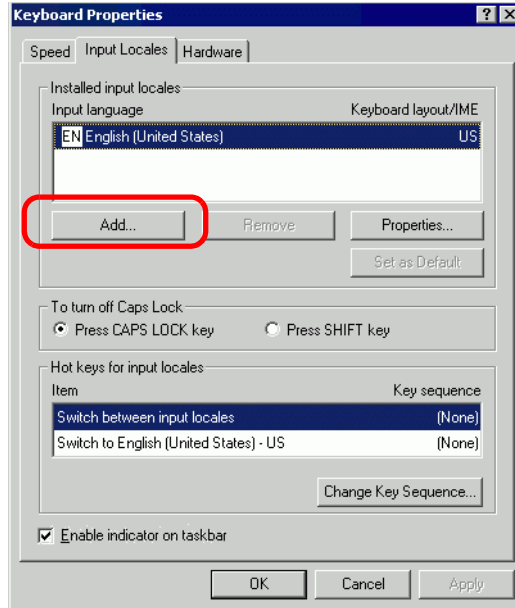 Keyboard Properties
Speed Input Locales Hardware
Installed input locales
Input language Keyboard layout/IME
EN English (United States) US
Add... Remove Properties...
Set as Default
To turn off Caps Lock
Press CAPS LOCK key Press SHIFT key
Hot keys for input locales
Item Key sequence
Switch between input locales (None)
Switch to English (United States) - US (None)
Change Key Sequence...
Enable indicator on taskbar
OK Cancel Apply